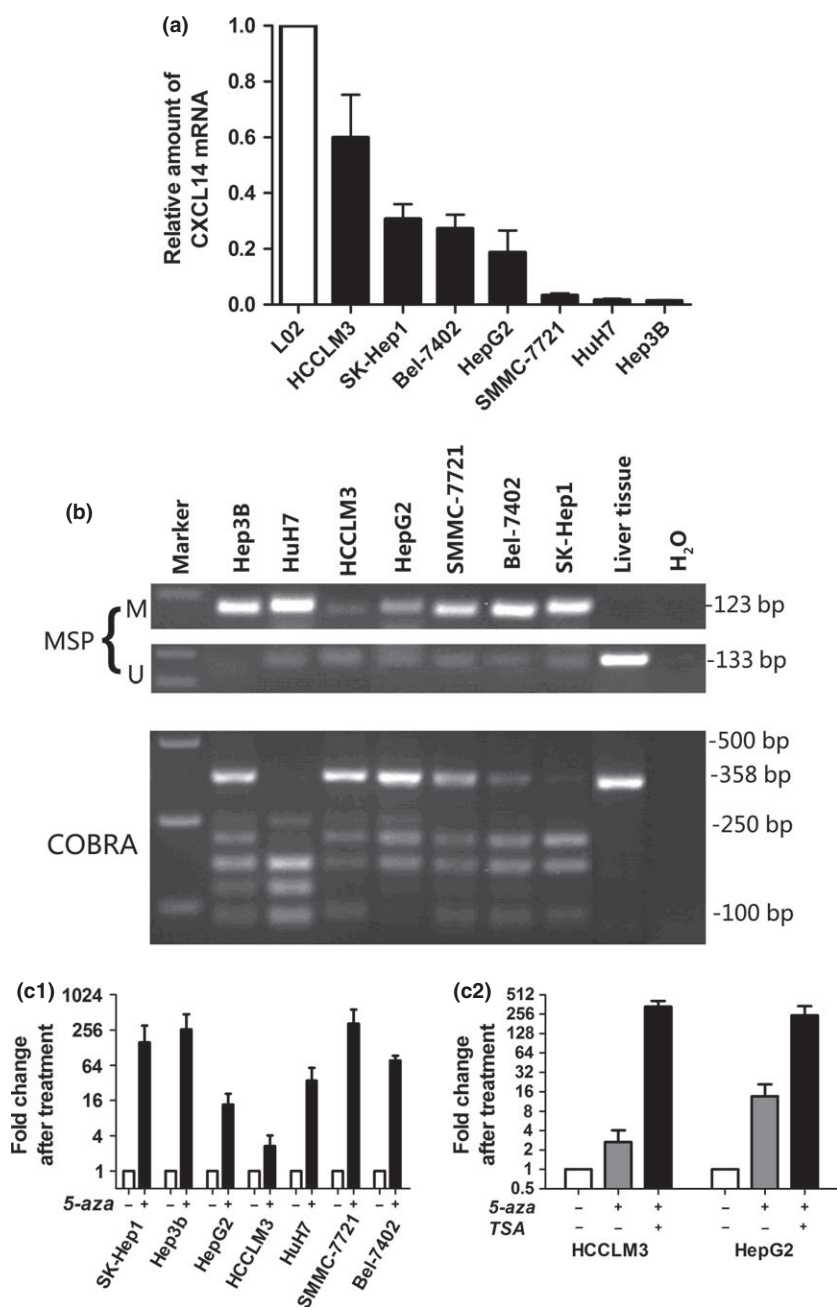 (a)
Relative amount of
CXCL14 mRNA
1.0
0.8
0.6
0.4
0.2
0.0
L02
HCCLM3
SK-Hep1
Bel-7402
HepG2
SMMC-7721
HuH7
Hep3B
(b)
Marker
Hep3B
HuH7
HCCLM3
HepG2
SMMC-7721
Bel-7402
SK-Hep1
Liver tissue
H₂O
MSP {
M
-123 bp
U
-133 bp
COBRA
-500 bp
-358 bp
-250 bp
-100 bp
(c1)
Fold change
after treatment
1024
256
64
16
4
1
5-aza – + – + – + – + – + – + – +
SK-Hep1
Hep3b
HepG2
HCCLM3
HuH7
SMMC-7721
Bel-7402
(c2)
Fold change
after treatment
512
256
128
64
32
16
8
4
2
1
0.5
5-aza – + + – + +
TSA – – + – – +
HCCLM3 HepG2